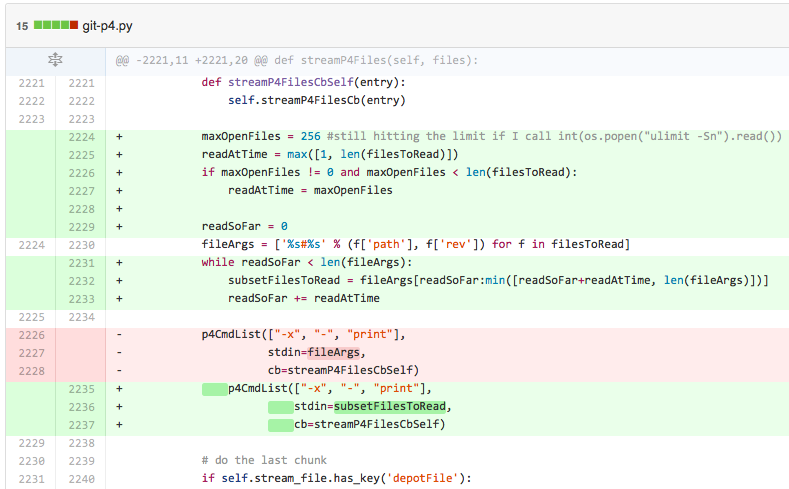 15 git-p4.py
@@ -2221,11 +2221,20 @@ def streamP4Files(self, files):
2221 2221 def streamP4FilesCbSelf(entry):
2222 2222 self.streamP4FilesCb(entry)
2223 2223
2224 + maxOpenFiles = 256 #still hitting the limit if I call int(os.popen("ulimit -Sn").read())
2225 + readAtTime = max([1, len(filesToRead)])
2226 + if maxOpenFiles != 0 and maxOpenFiles < len(filesToRead):
2227 + readAtTime = maxOpenFiles
2228 +
2229 + readSoFar = 0
2224 2230 fileArgs = ['%s#%s' % (f['path'], f['rev']) for f in filesToRead]
2231 + while readSoFar < len(fileArgs):
2232 + subsetFilesToRead = fileArgs[readSoFar:min([readSoFar+readAtTime, len(fileArgs)])]
2233 + readSoFar += readAtTime
2225 2234
2226 - p4CmdList(["-x", "-", "print"],
2227 - stdin=fileArgs,
2228 - cb=streamP4FilesCbSelf)
2235 + p4CmdList(["-x", "-", "print"],
2236 + stdin=subsetFilesToRead,
2237 + cb=streamP4FilesCbSelf)
2229 2238
2230 2239 # do the last chunk
2231 2240 if self.stream_file.has_key('depotFile'):